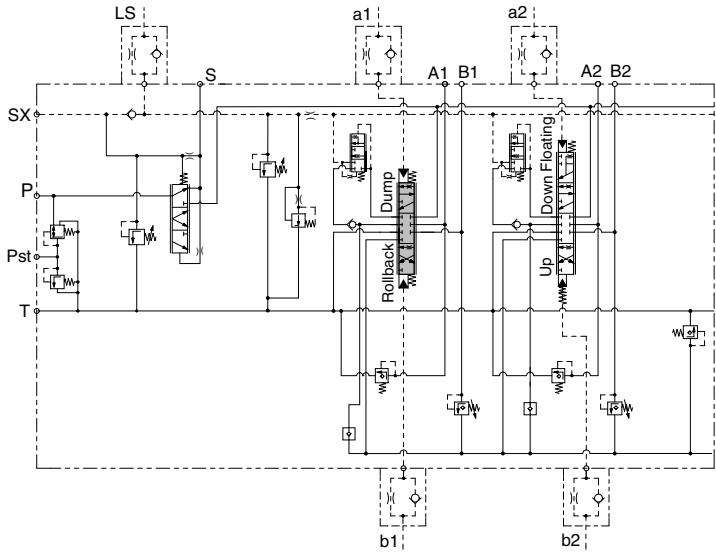 LS
a1
a2
S
A1 B1
A2 B2
SX
P
Pst
T
Dump
Rollback
Down Floating
Up
b1
b2